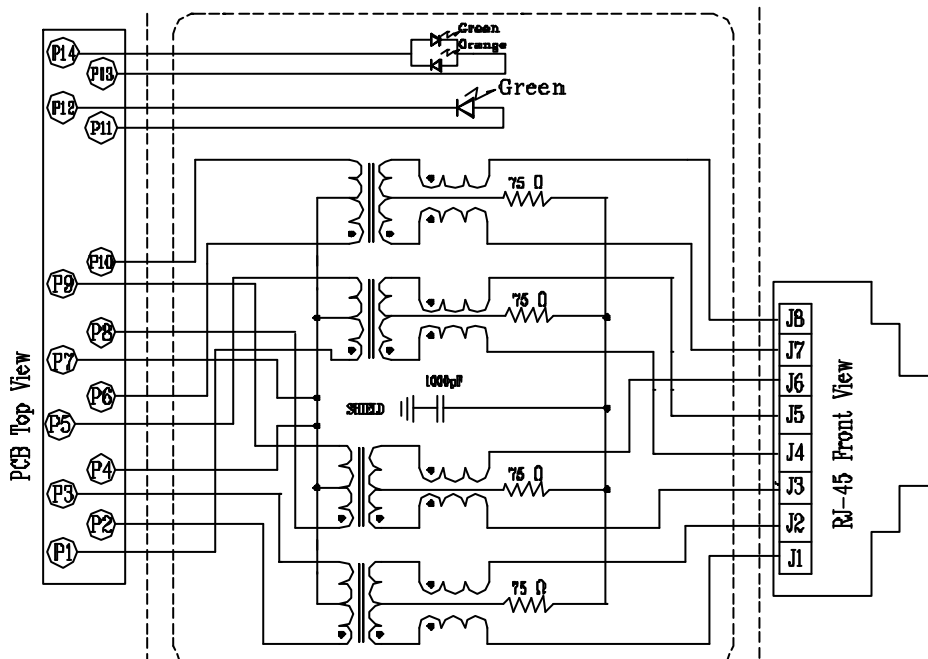 Green
Orange
Green
P14
P13
P12
P11
P10
P9
P8
P7
P6
P5
P4
P3
P2
P1
PCB Top View
75 Ω
75 Ω
1000pF
SHIELD
75 Ω
75 Ω
J8
J7
J6
J5
J4
J3
J2
J1
RJ-45 Front View